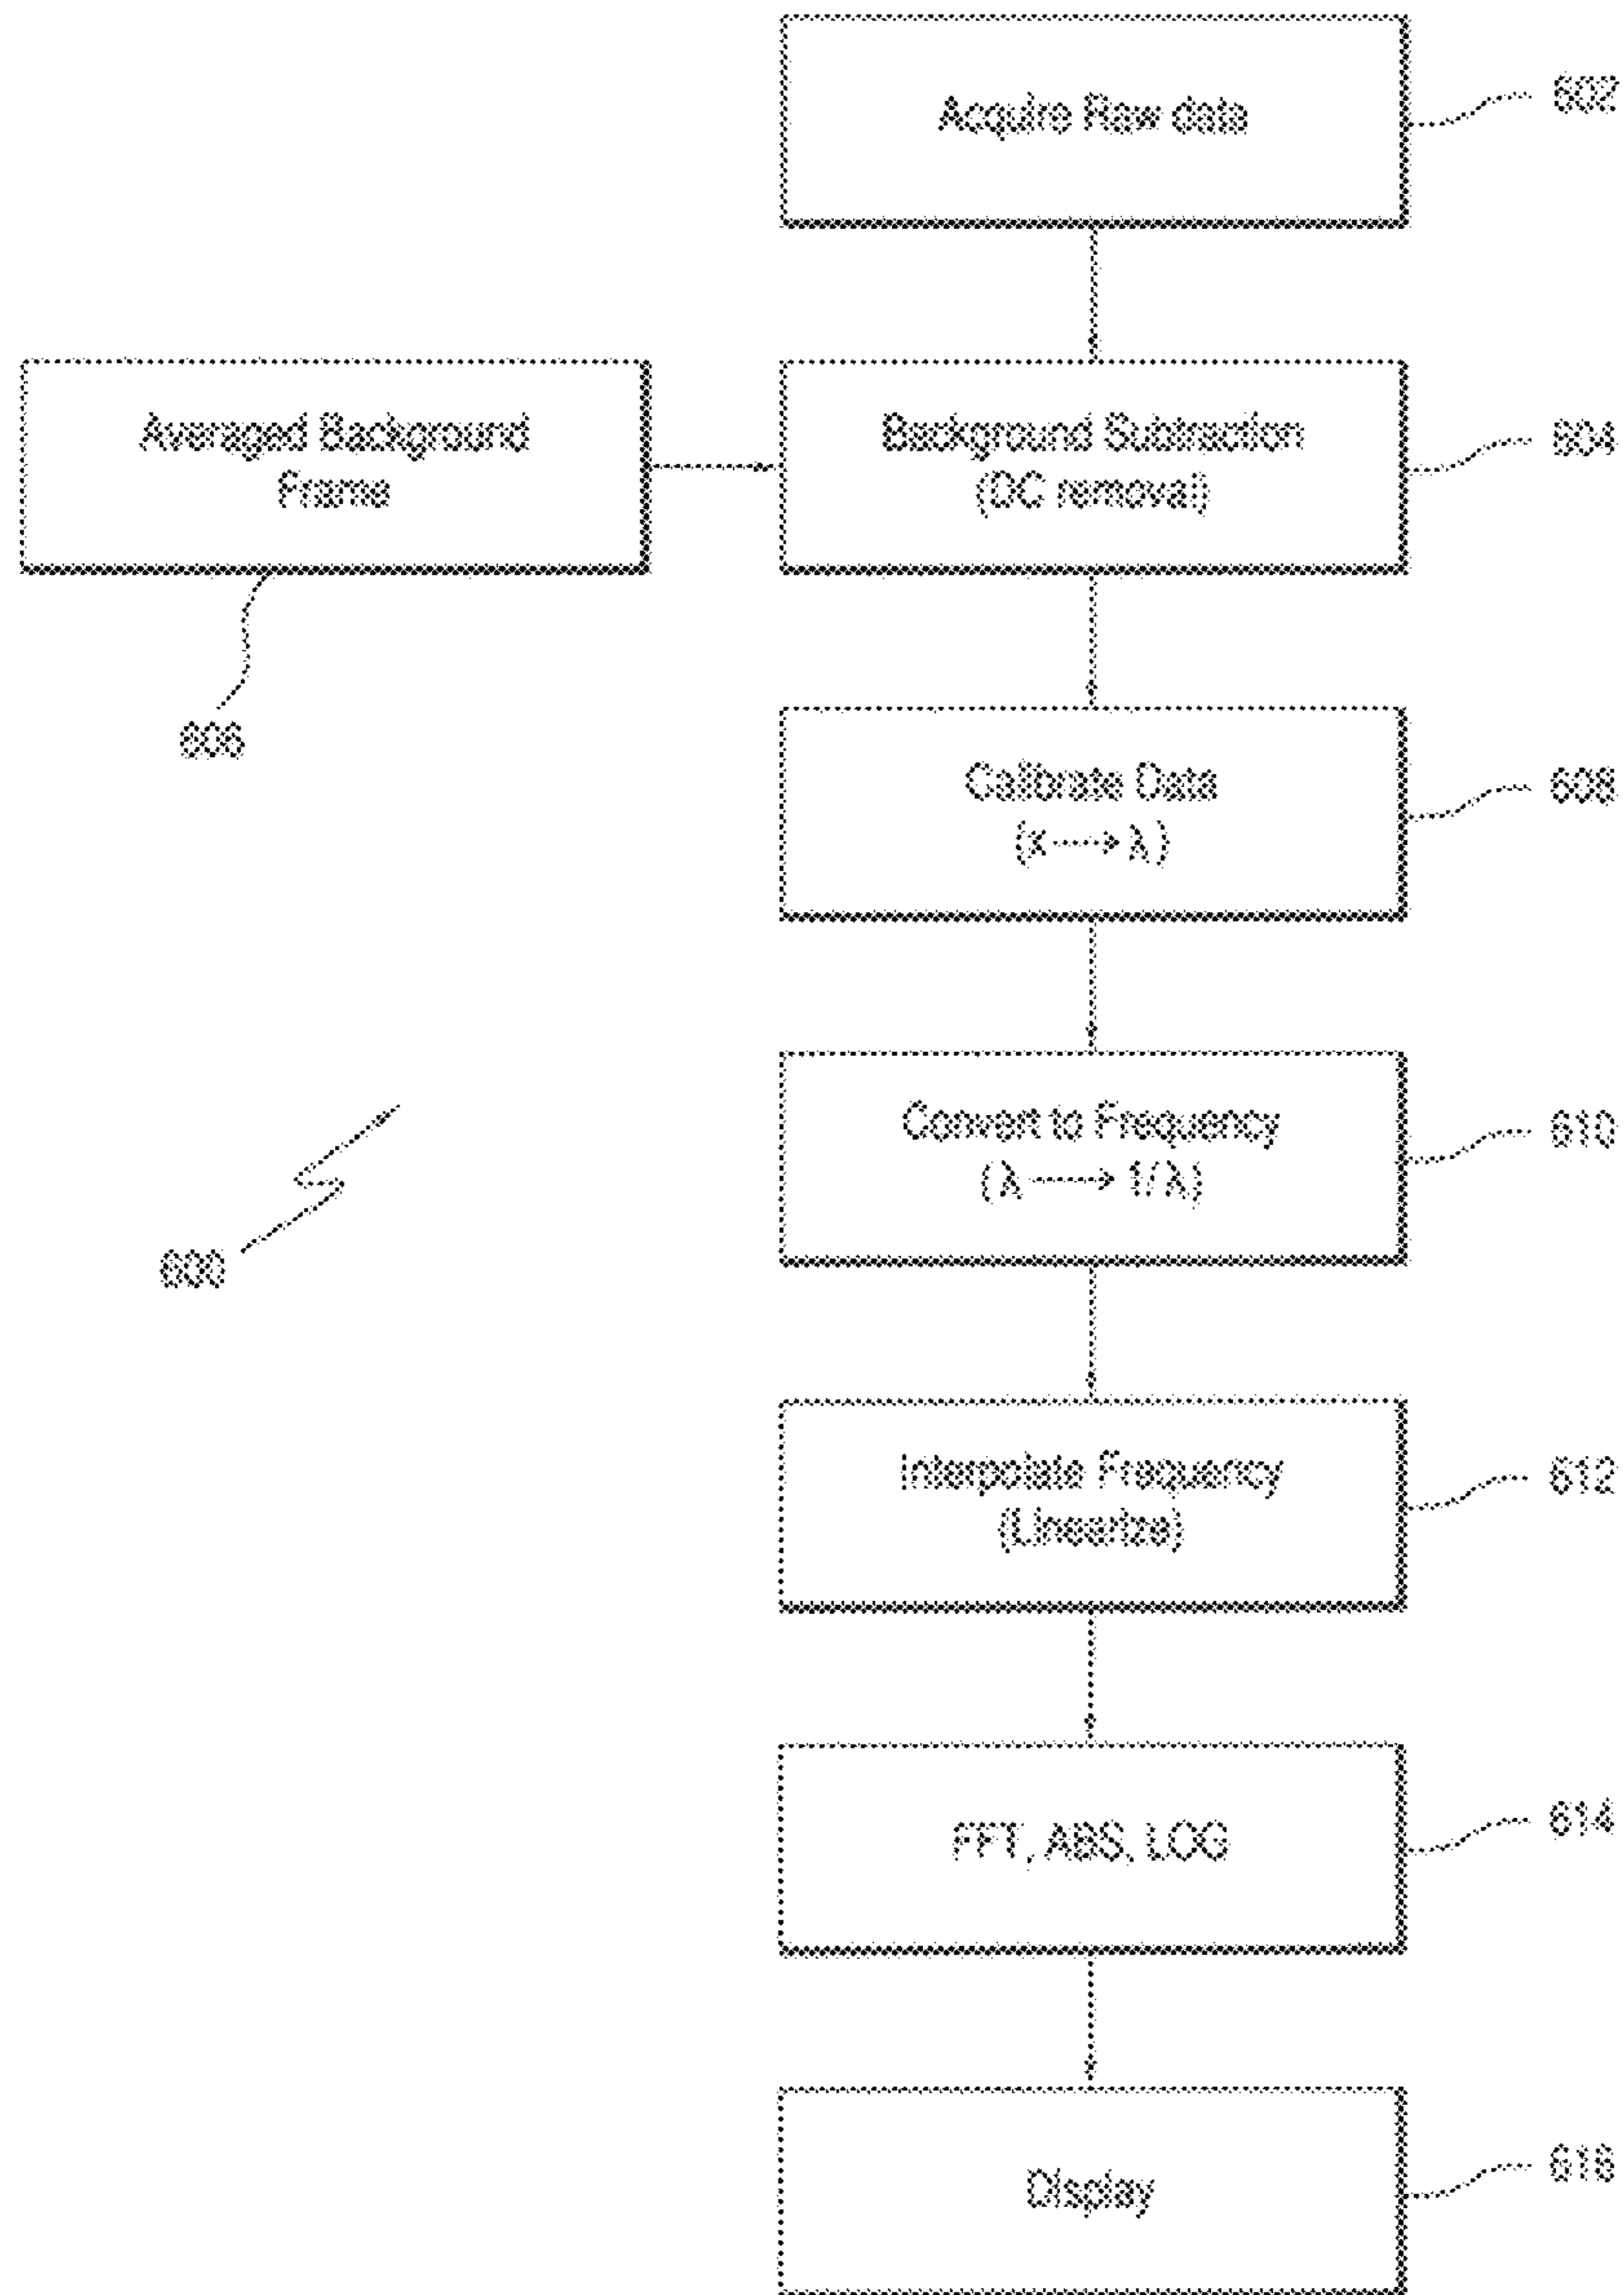 Acquire Raw data
602
Averaged Background
Frame
606
Background Subtraction
(DC removal)
604
Calibrate Data
(x → λ)
608
Convert to Frequency
(λ → 1/λ)
610
600
Interpolate Frequency
(Linearize)
612
FFT, ABS, LOG
614
Display
616